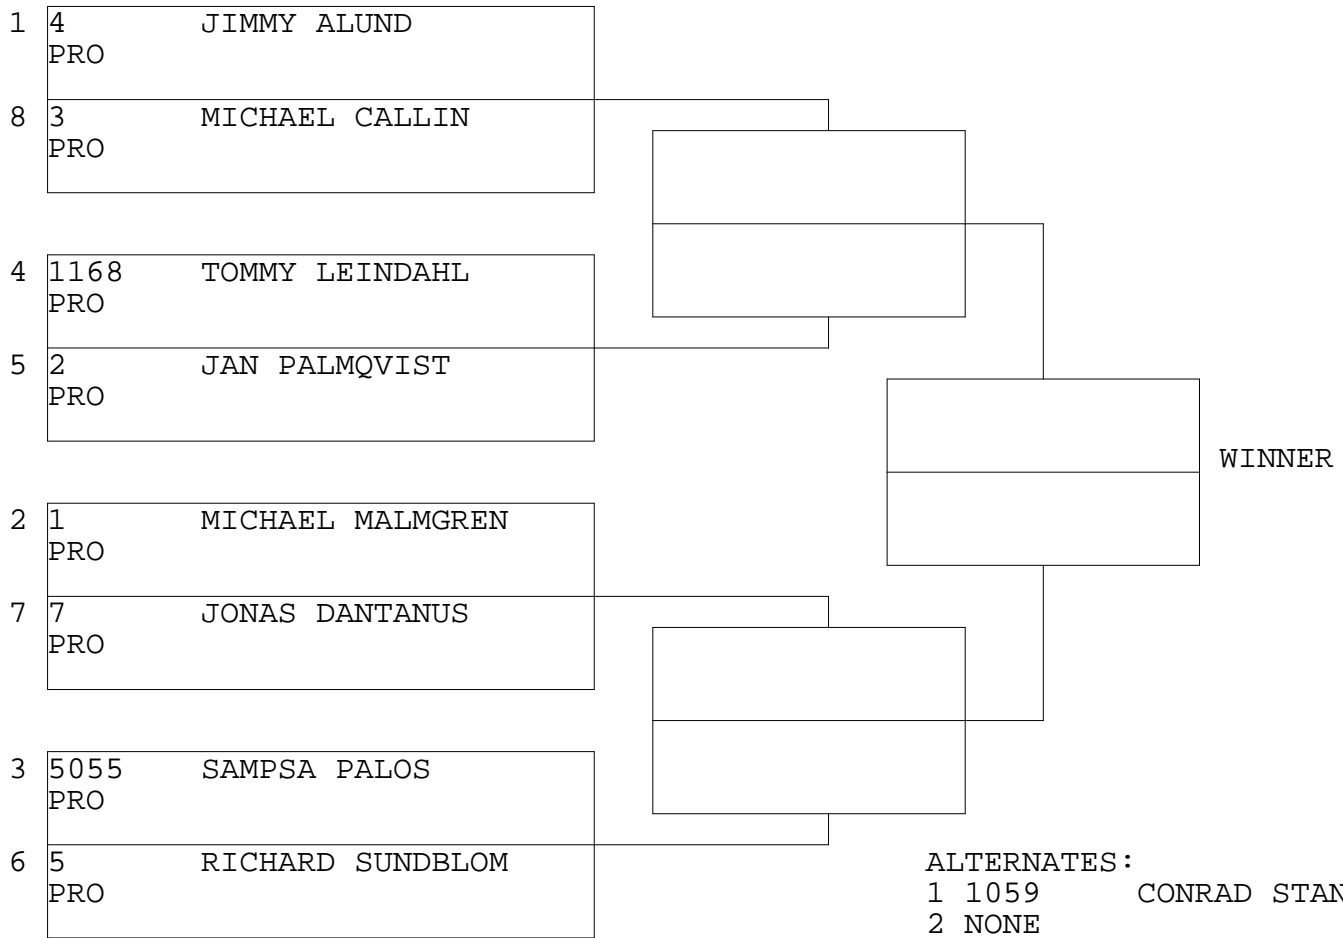 1 4 JIMMY ALUND
PRO
8 3 MICHAEL CALLIN
PRO
4 1168 TOMMY LEINDAHL
PRO
5 2 JAN PALMQVIST
PRO
WINNER
2 1 MICHAEL MALMGREN
PRO
7 7 JONAS DANTANUS
PRO
3 5055 SAMPSA PALOS
PRO
6 5 RICHARD SUNDBLOM
PRO
ALTERNATES:
1 1059 CONRAD STAN
2 NONE